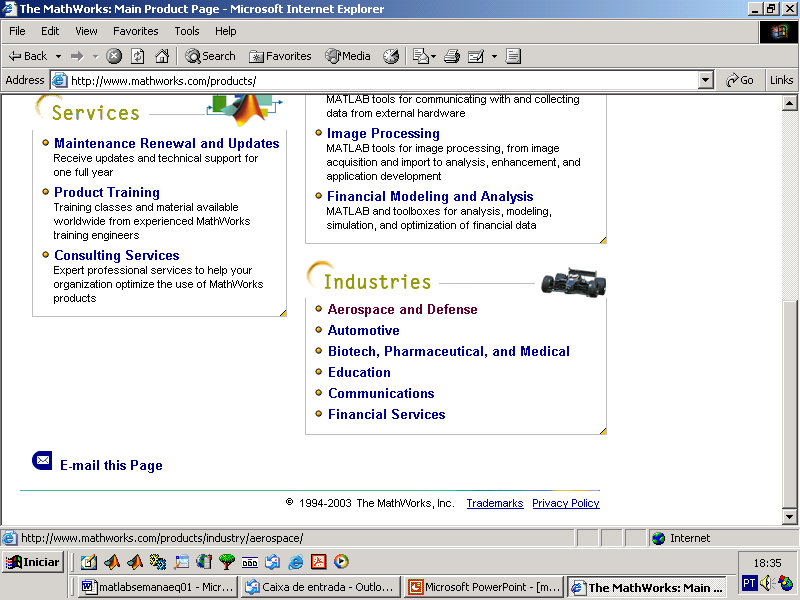 The MathWorks: Main Product Page - Microsoft Internet Explorer
File Edit View Favorites Tools Help
Back Search Favorites Media
Address http://www.mathworks.com/products/ Go Links
Services
Maintenance Renewal and Updates
Receive updates and technical support for
one full year
Product Training
Training classes and material available
worldwide from experienced MathWorks
training engineers
Consulting Services
Expert professional services to help your
organization optimize the use of MathWorks
products
MATLAB tools for communicating with and collecting
data from external hardware
Image Processing
MATLAB tools for image processing, from image
acquisition and import to analysis, enhancement, and
application development
Financial Modeling and Analysis
MATLAB and toolboxes for analysis, modeling,
simulation, and optimization of financial data
Industries
Aerospace and Defense
Automotive
Biotech, Pharmaceutical, and Medical
Education
Communications
Financial Services
E-mail this Page
© 1994-2003 The MathWorks, Inc. Trademarks Privacy Policy
http://www.mathworks.com/products/industry/aerospace/ Internet
Iniciar 18:35
matlabsemanaeq01 - Micr... Caixa de entrada - Outlo... Microsoft PowerPoint - [m... The MathWorks: Main ... PT